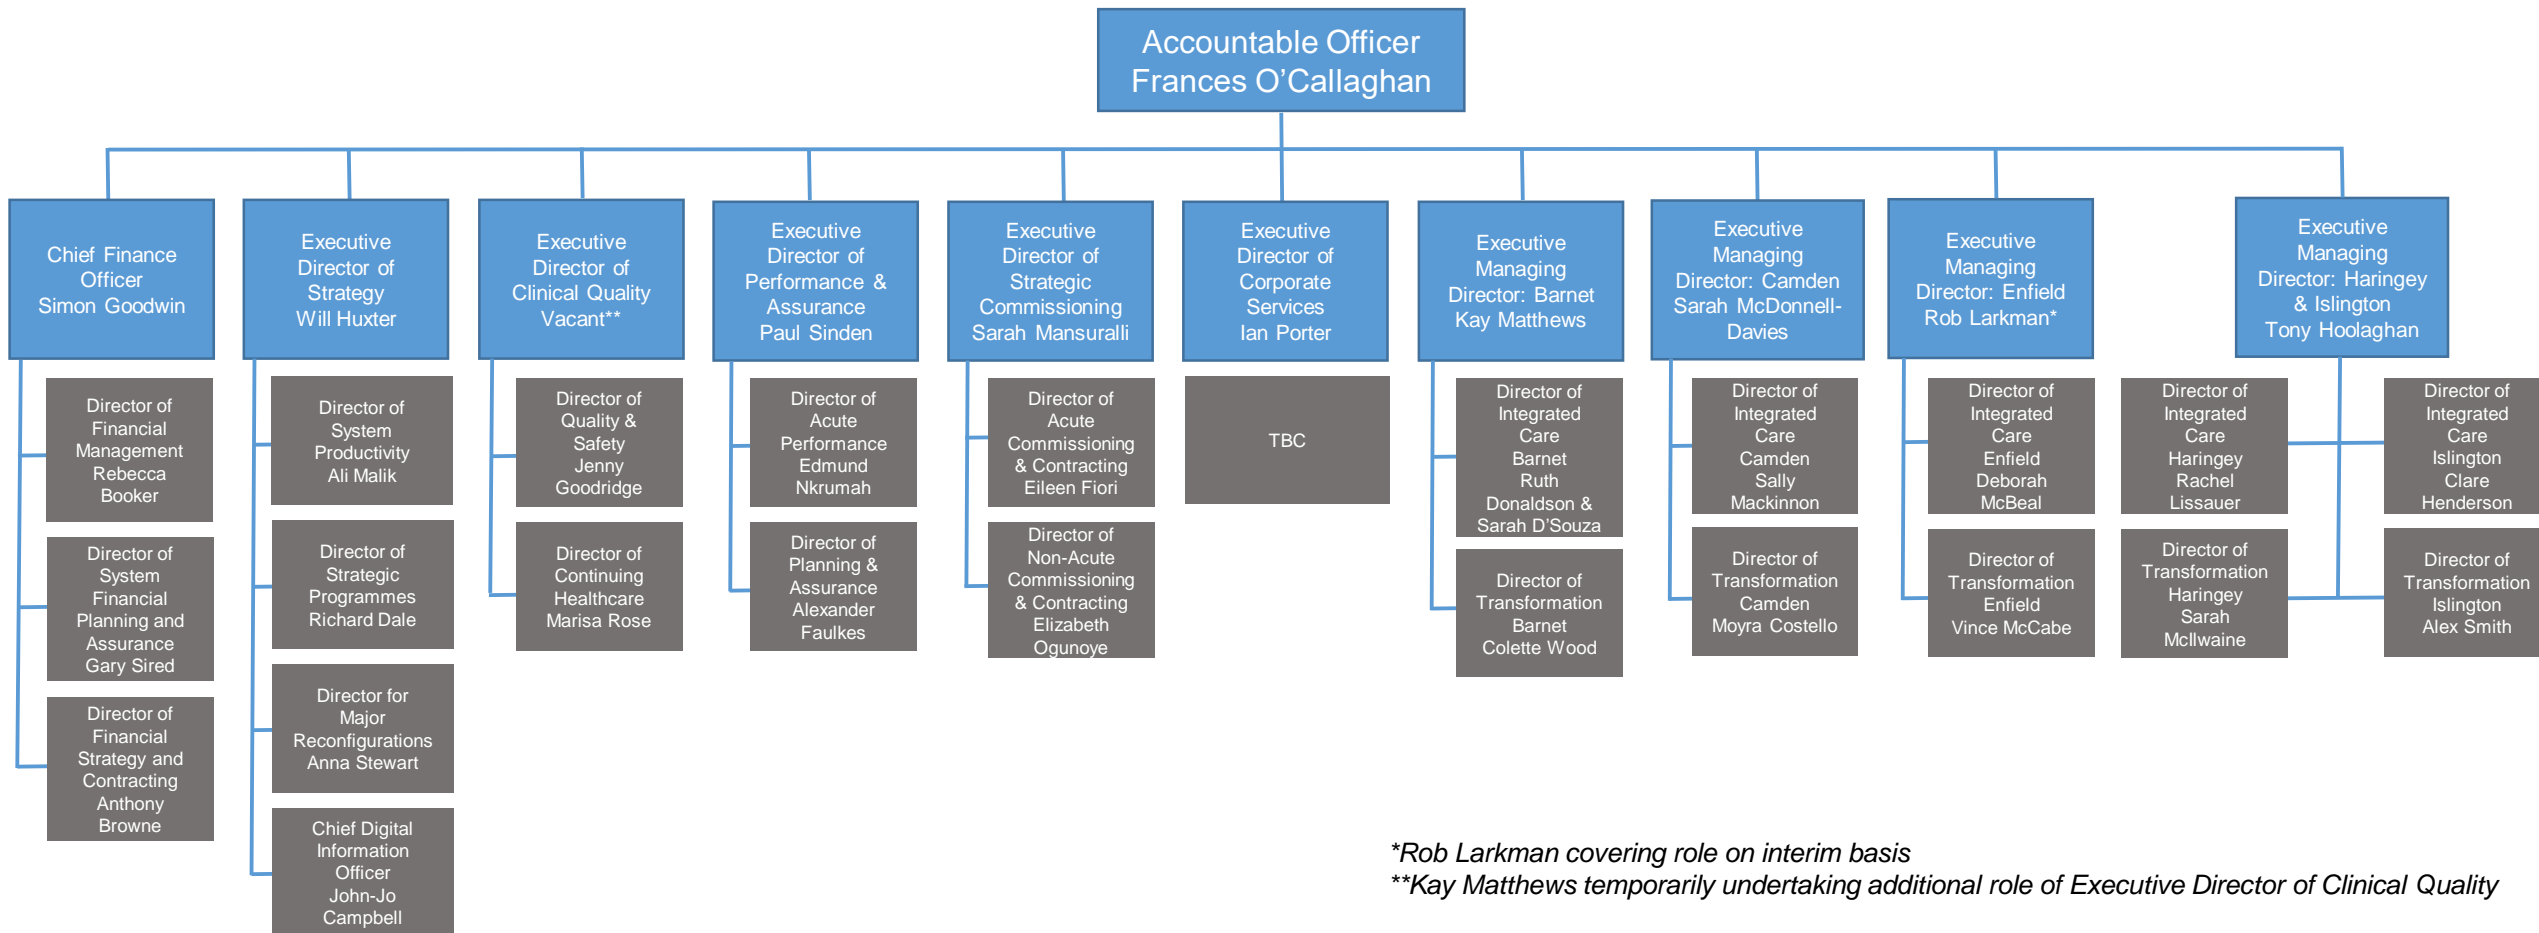 Accountable Officer
Frances O’Callaghan
Chief Finance
Officer
Simon Goodwin
Executive
Director of
Strategy
Will Huxter
Executive
Director of
Clinical Quality
Vacant**
Executive
Director of
Performance &
Assurance
Paul Sinden
Executive
Director of
Strategic
Commissioning
Sarah Mansuralli
Executive
Director of
Corporate
Services
Ian Porter
Executive
Managing
Director: Barnet
Kay Matthews
Executive
Managing
Director: Camden
Sarah McDonnell-
Davies
Executive
Managing
Director: Enfield
Rob Larkman*
Executive
Managing
Director: Haringey
& Islington
Tony Hoolaghan
Director of
Financial
Management
Rebecca
Booker
Director of
System
Financial
Planning and
Assurance
Gary Sired
Director of
Financial
Strategy and
Contracting
Anthony
Browne
Director of
System
Productivity
Ali Malik
Director of
Strategic
Programmes
Richard Dale
Director for
Major
Reconfigurations
Anna Stewart
Chief Digital
Information
Officer
John-Jo
Campbell
Director of
Quality &
Safety
Jenny
Goodridge
Director of
Continuing
Healthcare
Marisa Rose
Director of
Acute
Performance
Edmund
Nkrumah
Director of
Planning &
Assurance
Alexander
Faulkes
Director of
Acute
Commissioning
& Contracting
Eileen Fiori
Director of
Non-Acute
Commissioning
& Contracting
Elizabeth
Ogunoye
TBC
Director of
Integrated
Care
Barnet
Ruth
Donaldson &
Sarah D’Souza
Director of
Transformation
Barnet
Colette Wood
Director of
Integrated
Care
Camden
Sally
Mackinnon
Director of
Transformation
Camden
Moyra Costello
Director of
Integrated
Care
Enfield
Deborah
McBeal
Director of
Transformation
Enfield
Vince McCabe
Director of
Integrated
Care
Haringey
Rachel
Lissauer
Director of
Transformation
Haringey
Sarah
McIlwaine
Director of
Integrated
Care
Islington
Clare
Henderson
Director of
Transformation
Islington
Alex Smith
*Rob Larkman covering role on interim basis
**Kay Matthews temporarily undertaking additional role of Executive Director of Clinical Quality